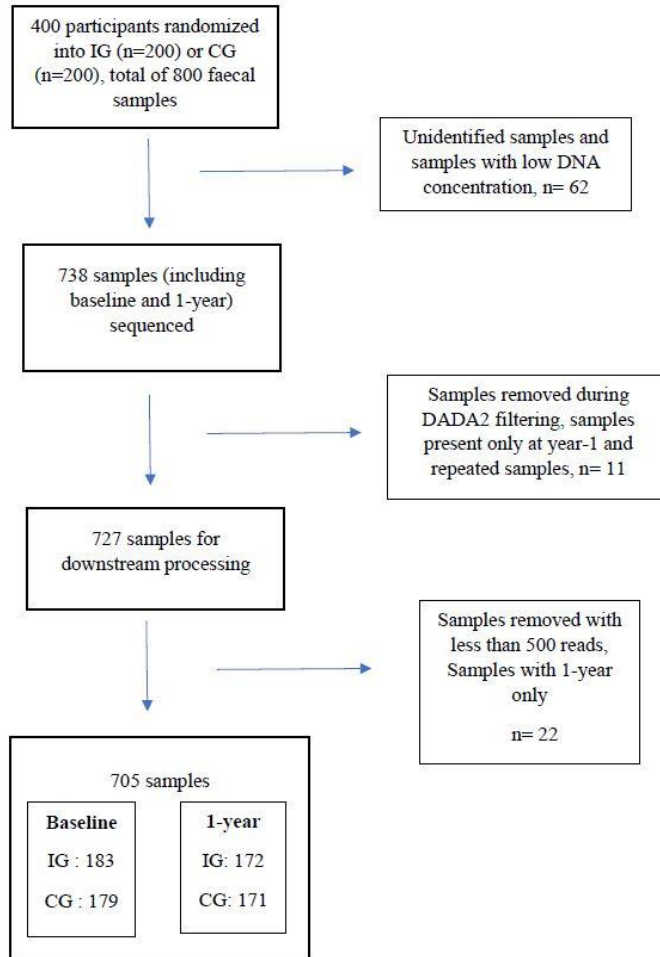 400 participants randomized
into IG (n=200) or CG
(n=200), total of 800 faecal
samples
Unidentified samples and
samples with low DNA
concentration, n= 62
738 samples (including
baseline and 1-year)
sequenced
Samples removed during
DADA2 filtering, samples
present only at year-1 and
repeated samples, n= 11
727 samples for
downstream processing
Samples removed with
less than 500 reads,
Samples with 1-year
only
n= 22
705 samples
Baseline
IG : 183
CG : 179
1-year
IG: 172
CG: 171